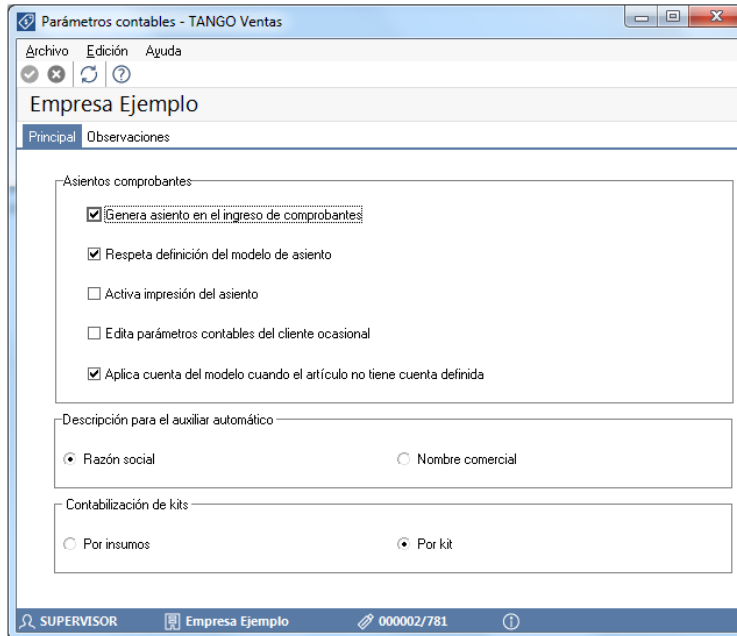 Parámetros contables - TANGO Ventas
Archivo Edición Ayuda
Empresa Ejemplo
Principal Observaciones
Asientos comprobantes
Genera asiento en el ingreso de comprobantes
Respeta definición del modelo de asiento
Activa impresión del asiento
Edita parámetros contables del cliente ocasional
Aplica cuenta del modelo cuando el artículo no tiene cuenta definida
Descripción para el auxiliar automático
Razón social Nombre comercial
Contabilización de kits
Por insumos Por kit
SUPERVISOR Empresa Ejemplo 000002/781